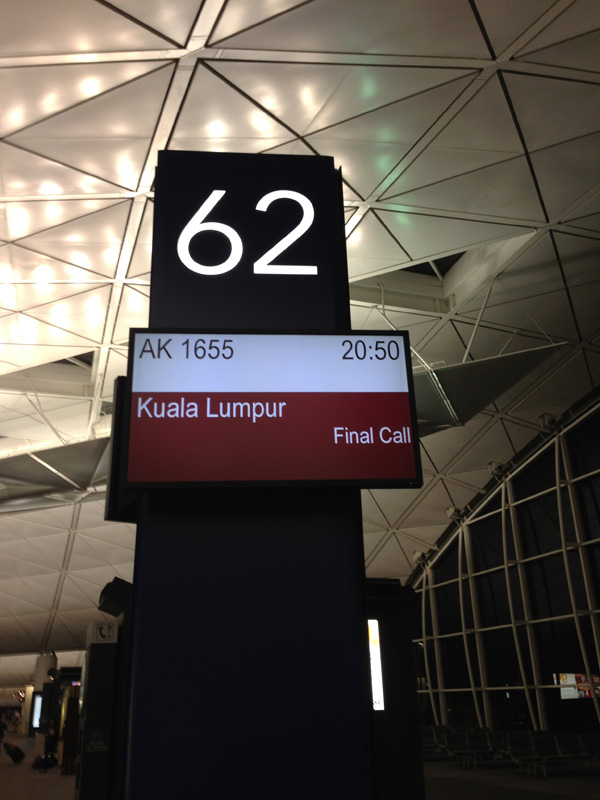 62
AK 1655 20:50
Kuala Lumpur
Final Call